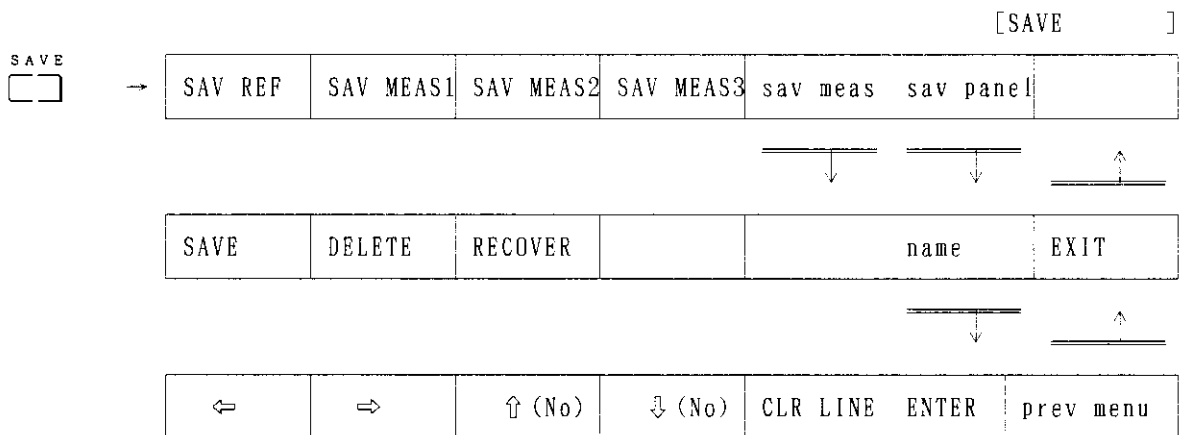 [SAVE ]
SAVE
→ SAV REF SAV MEAS1 SAV MEAS2 SAV MEAS3 sav meas sav panel
SAVE DELETE RECOVER name EXIT
⇦ ⇨ ⇧ (No) ⇩ (No) CLR LINE ENTER prev menu